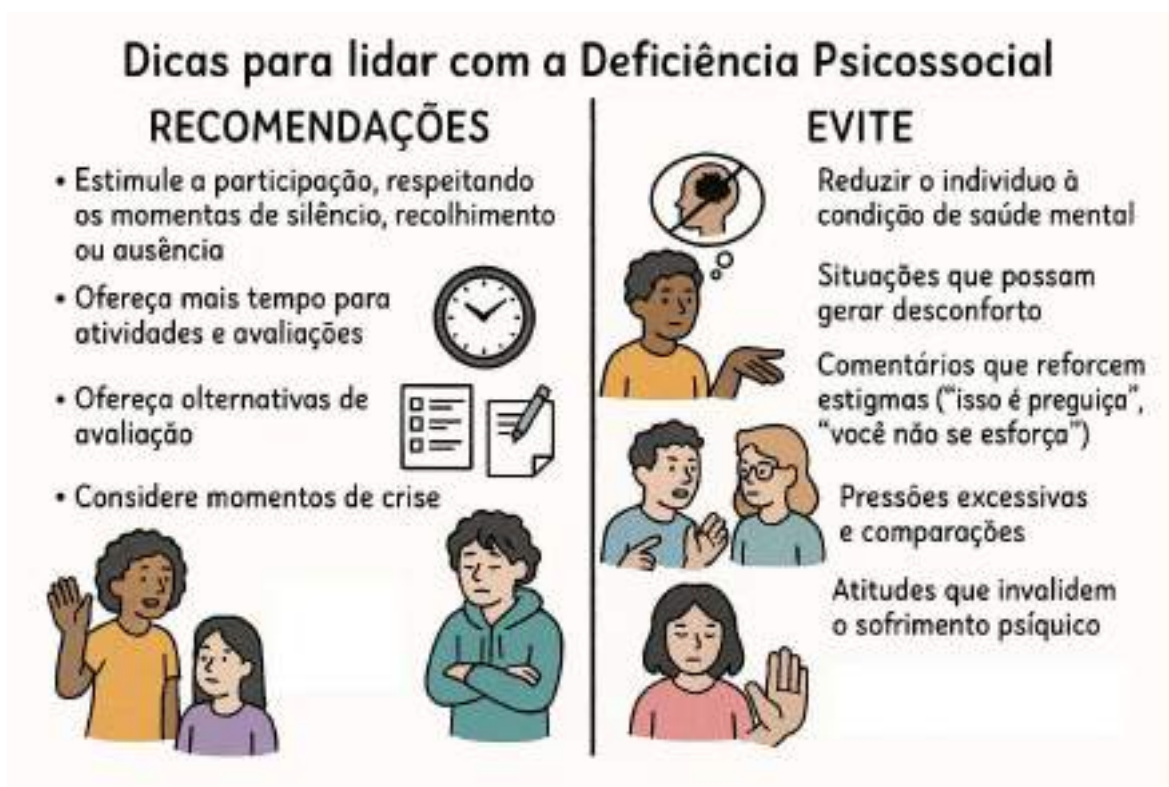 Dicas para lidar com a Deficiência Psicossocial
RECOMENDAÇÕES
• Estimule a participação, respeitando
os momentas de silêncio, recolhimento
ou ausência
• Ofereça mais tempo para
atividades e avaliações
• Ofereça olternativas de
avaliação
• Considere momentos de crise
EVITE
Reduzir o individuo à
condição de saúde mental
Situações que possam
gerar desconforto
Comentários que reforcem
estigmas (“isso é preguiça”,
“você não se esforça”)
Pressões excessivas
e comparações
Atitudes que invalidem
o sofrimento psíquico